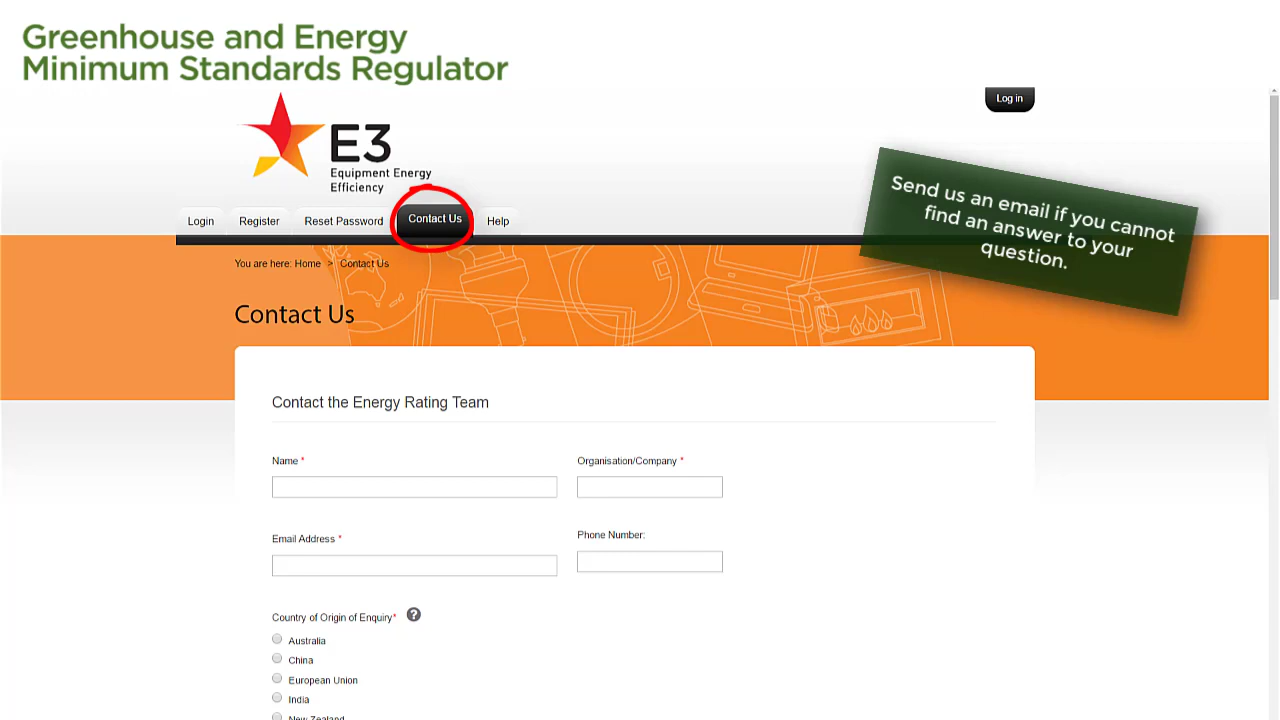 Greenhouse and Energy
Minimum Standards Regulator
Log in
E3
Equipment Energy
Efficiency
Send us an email if you cannot
find an answer to your
question.
Login Register Reset Password Contact Us Help
You are here: Home > Contact Us
Contact Us
Contact the Energy Rating Team
Name * Organisation/Company *
Email Address * Phone Number:
Country of Origin of Enquiry* ?
Australia
China
European Union
India
New Zealand